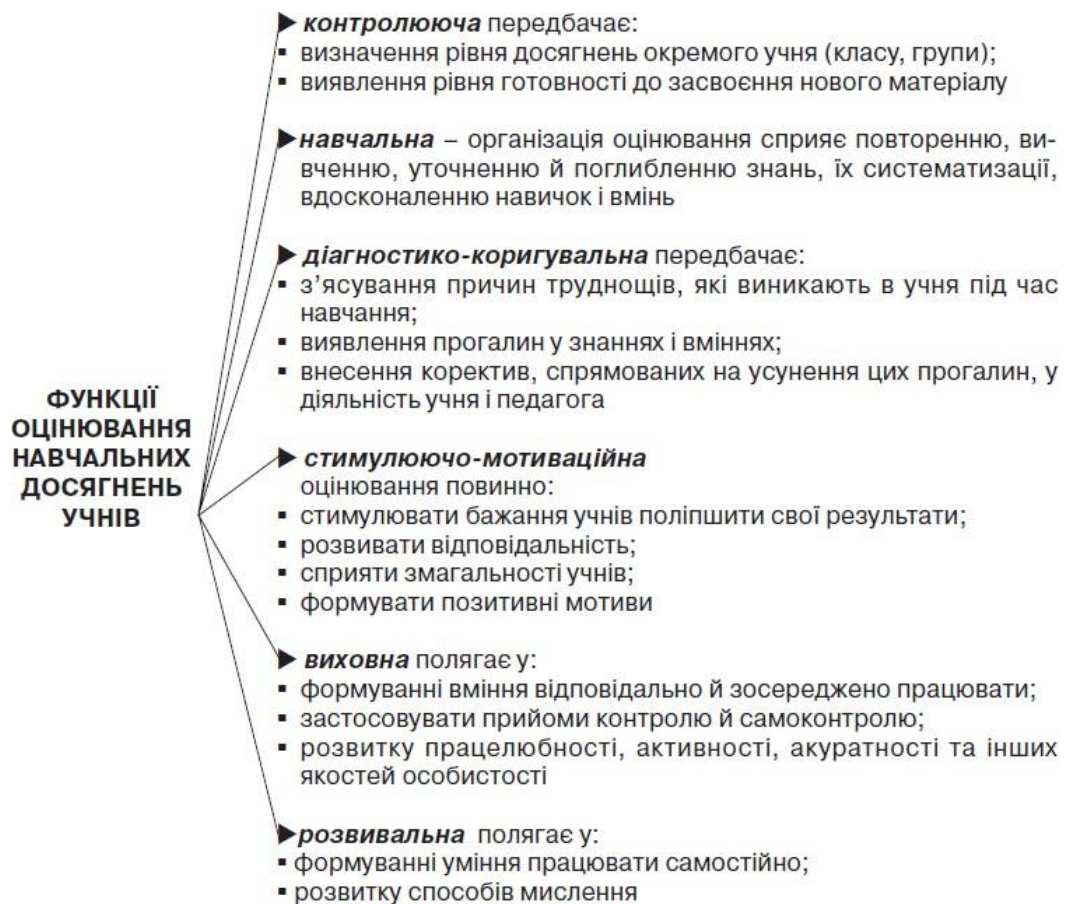 ФУНКЦІЇ
ОЦІНЮВАННЯ
НАВЧАЛЬНИХ
ДОСЯГНЕНЬ
УЧНІВ
▶ контролююча передбачає:
▪ визначення рівня досягнень окремого учня (класу, групи);
▪ виявлення рівня готовності до засвоєння нового матеріалу
▶ навчальна – організація оцінювання сприяє повторенню, ви-
вченню, уточненню й поглибленню знань, їх систематизації,
вдосконаленню навичок і вмінь
▶ діагностико-коригувальна передбачає:
▪ з’ясування причин труднощів, які виникають в учня під час
навчання;
▪ виявлення прогалин у знаннях і вміннях;
▪ внесення коректив, спрямованих на усунення цих прогалин, у
діяльність учня і педагога
▶ стимулюючо-мотиваційна
оцінювання повинно:
▪ стимулювати бажання учнів поліпшити свої результати;
▪ розвивати відповідальність;
▪ сприяти змагальності учнів;
▪ формувати позитивні мотиви
▶ виховна полягає у:
▪ формуванні вміння відповідально й зосереджено працювати;
▪ застосовувати прийоми контролю й самоконтролю;
▪ розвитку працелюбності, активності, акуратності та інших
якостей особистості
▶ розвивальна полягає у:
▪ формуванні уміння працювати самостійно;
▪ розвитку способів мислення